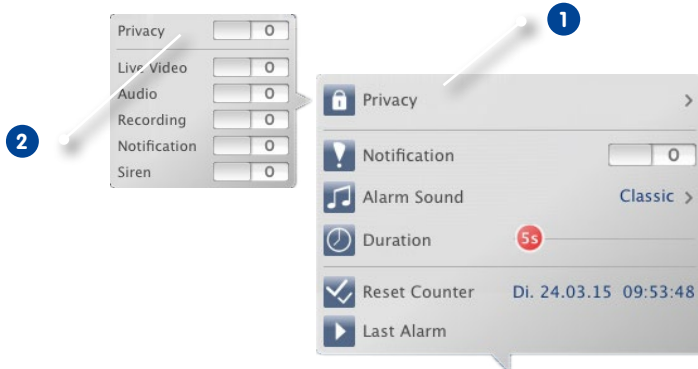 1
Privacy 0
Live Video 0
Audio 0
Recording 0
Notification 0
Siren 0
2
Privacy >
Notification 0
Alarm Sound Classic >
Duration 5s
Reset Counter Di. 24.03.15 09:53:48
Last Alarm